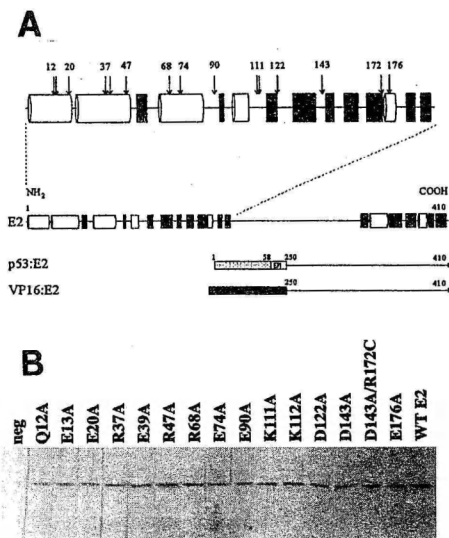 A
12 20 37 47 68 74 90 111 122 143 172 176
NH2 COOH
1 410
E2
1 58 250 410
p53:E2
250 410
VP16:E2
B
neg
Q12A
E13A
E20A
R37A
E39A
R47A
R68A
E74A
E90A
K111A
K112A
D122A
D143A
D143A/R172C
E176A
WT E2